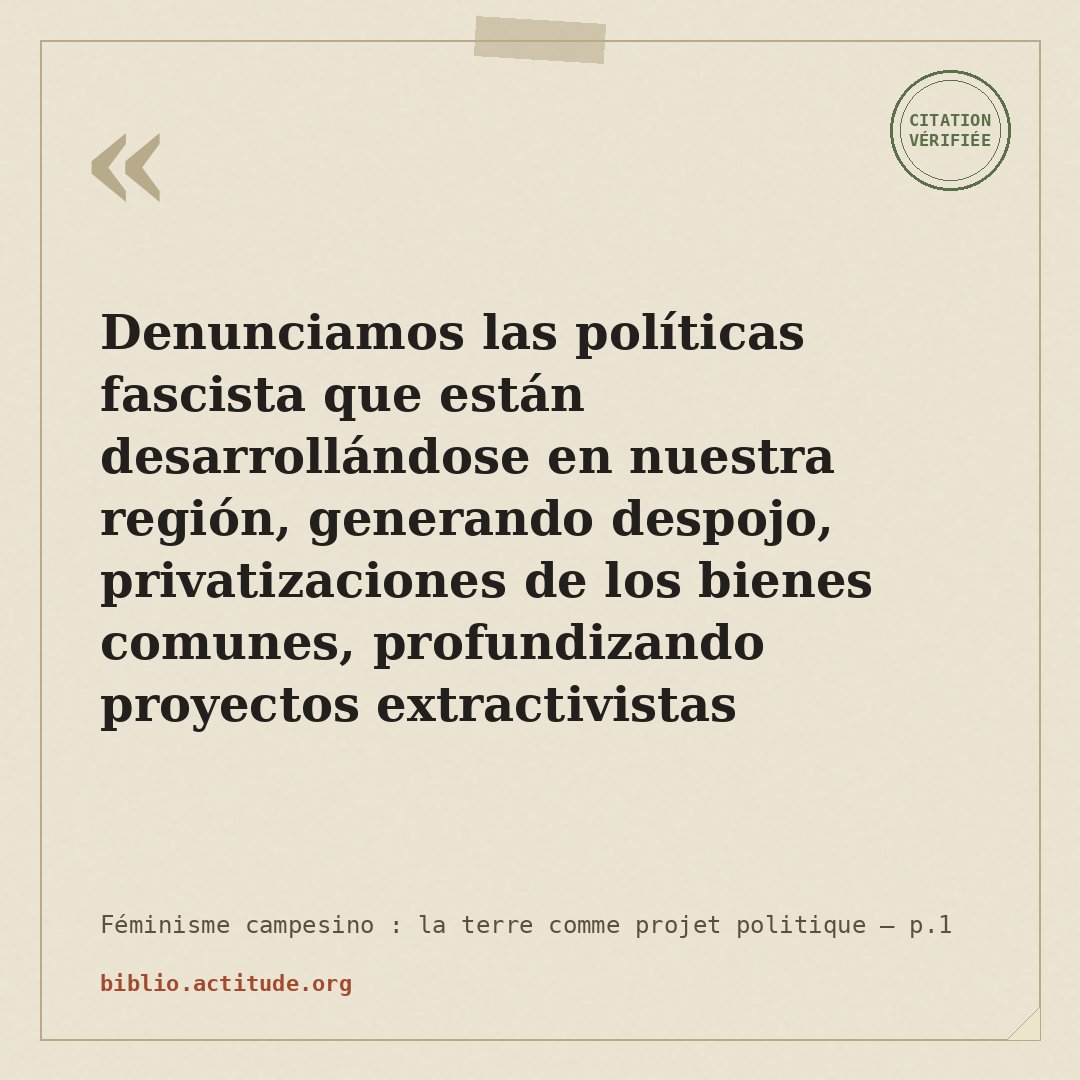 «
CITATION
VÉRIFIÉE
Denunciamos las políticas
fascista que están
desarrollándose en nuestra
región, generando despojo,
privatizaciones de los bienes
comunes, profundizando
proyectos extractivistas
Féminisme campesino : la terre comme projet politique — p.1
biblio.actitude.org